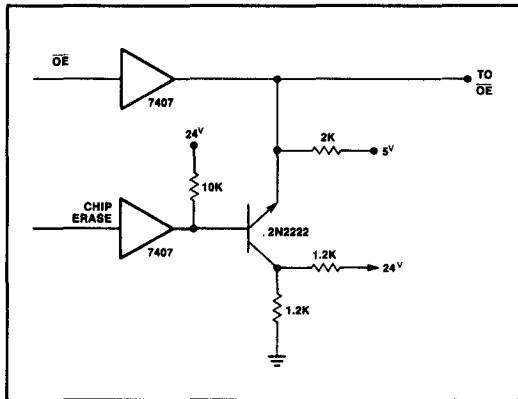 OE
7407
TO
OE
24V
2K
5V
10K
CHIP
ERASE
7407
2N2222
1.2K
24V
1.2K